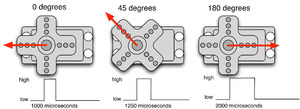 0 degrees
45 degrees
180 degrees
high
low
1000 microseconds
high
low
1250 microseconds
high
low
2000 microseconds